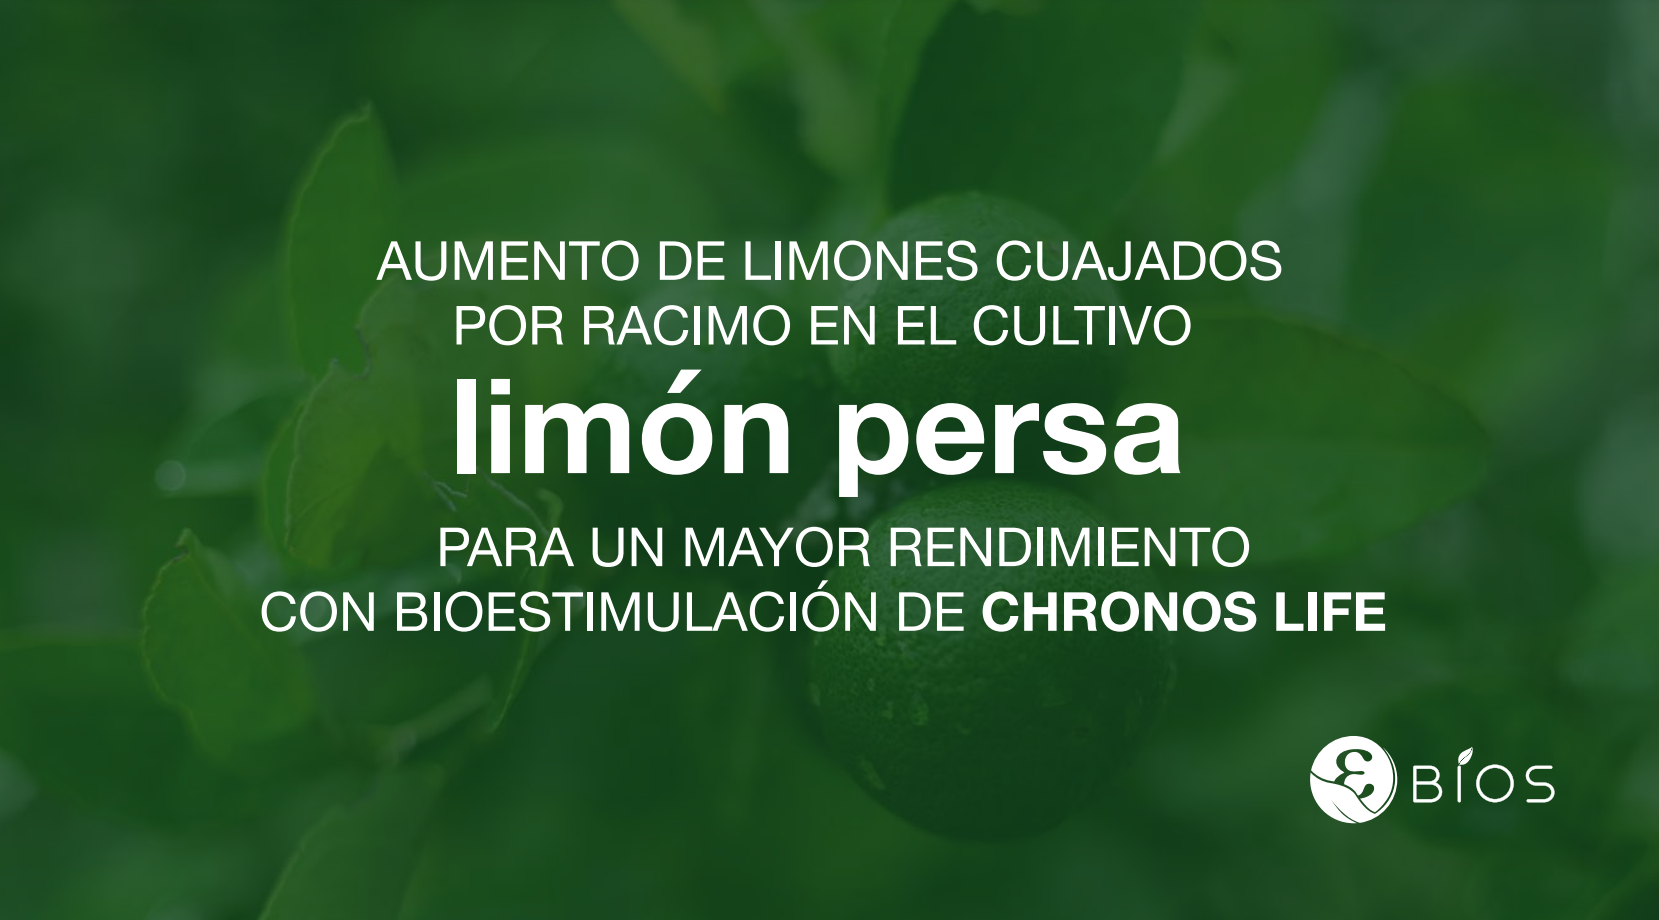 AUMENTO DE LIMONES CUAJADOS
POR RACIMO EN EL CULTIVO
limón persa
PARA UN MAYOR RENDIMIENTO
CON BIOESTIMULACIÓN DE CHRONOS LIFE
BÍOS